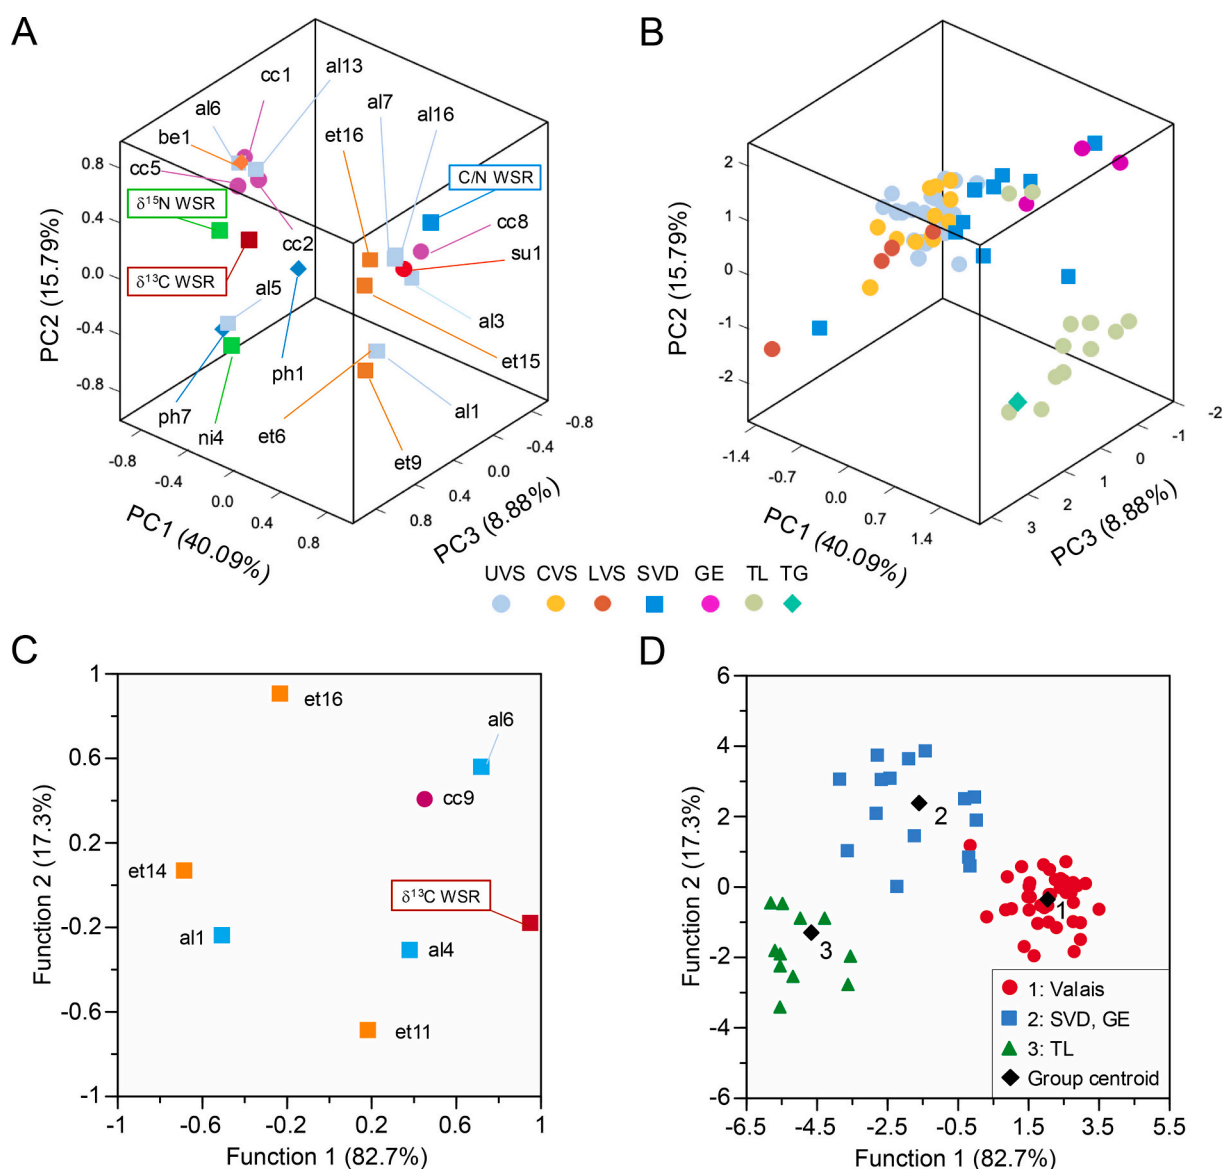 A
cc1
al13
al6
al7
al16
be1
et16
cc5
C/N WSR
δ15N WSR
cc8
cc2
su1
δ13C WSR
al5
al3
et15
ph1
ph7
al1
ni4
et6
et9
0.8
0.4
0.0
-0.4
-0.8
PC2 (15.79%)
-0.8
-0.4
0.0
0.4
0.8
PC1 (40.09%)
-0.8
-0.4
0.0
0.4
0.8
PC3 (8.88%)
B
2
1
0
-1
-2
PC2 (15.79%)
-1.4
-0.7
0.0
0.7
1.4
PC1 (40.09%)
-2
-1
0
1
2
3
PC3 (8.88%)
UVS CVS LVS SVD GE TL TG
C
1
0.6
0.2
-0.2
-0.6
-1
Function 2 (17.3%)
et16
al6
cc9
et14
δ13C WSR
al1
al4
et11
-1 -0.6 -0.2 0.2 0.6 1
Function 1 (82.7%)
D
6
4
2
0
-2
-4
-6
Function 2 (17.3%)
2
1
3
1: Valais
2: SVD, GE
3: TL
Group centroid
-6.5 -4.5 -2.5 -0.5 1.5 3.5 5.5
Function 1 (82.7%)